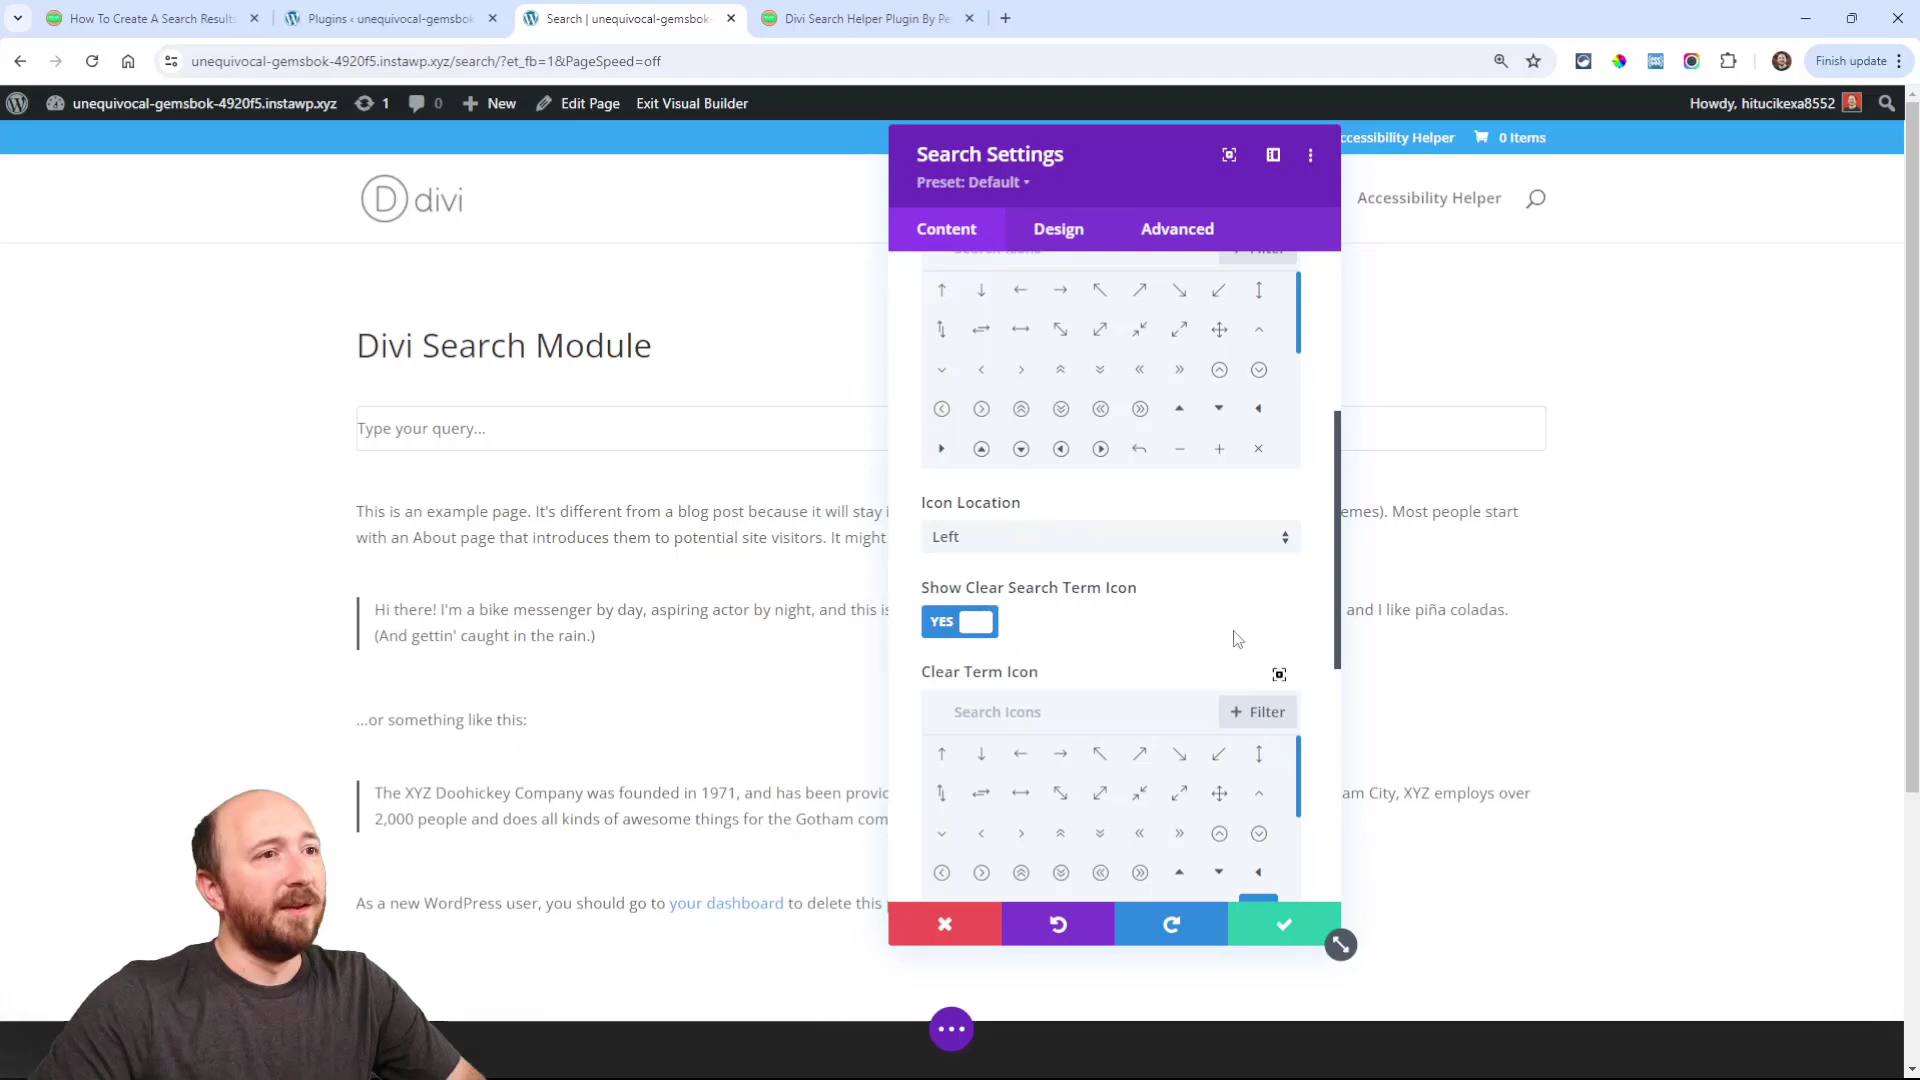 How To Create A Search Results
Plugins ‹ unequivocal-gemsbok-
Search | unequivocal-gemsbok-
Divi Search Helper Plugin By Pe
unequivocal-gemsbok-4920f5.instawp.xyz/search/?et_fb=1&PageSpeed=off
Finish update
unequivocal-gemsbok-4920f5.instawp.xyz
1
0
New
Edit Page
Exit Visual Builder
Howdy, hitucikexa8552
ccessibility Helper
0 Items
D divi
Accessibility Helper
Search Settings
Preset: Default
Content
Design
Advanced
Search Icons
+ Filter
Divi Search Module
Type your query...
Icon Location
Left
This is an example page. It's different from a blog post because it will stay i
emes). Most people start
with an About page that introduces them to potential site visitors. It might
Show Clear Search Term Icon
YES
Hi there! I'm a bike messenger by day, aspiring actor by night, and this is
and I like piña coladas.
(And gettin' caught in the rain.)
Clear Term Icon
Search Icons
+ Filter
...or something like this:
The XYZ Doohickey Company was founded in 1971, and has been provic
am City, XYZ employs over
2,000 people and does all kinds of awesome things for the Gotham com
As a new WordPress user, you should go to your dashboard to delete this